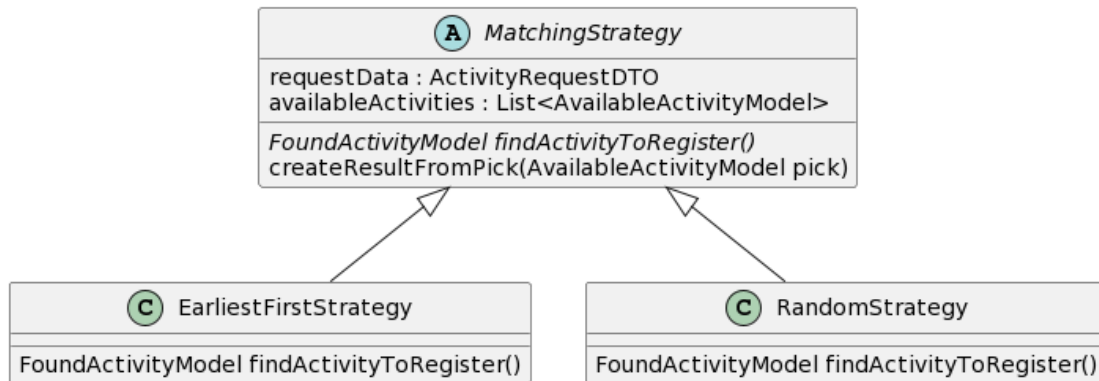 A MatchingStrategy
requestData : ActivityRequestDTO
availableActivities : List<AvailableActivityModel>
FoundActivityModel findActivityToRegister()
createResultFromPick(AvailableActivityModel pick)
C EarliestFirstStrategy
FoundActivityModel findActivityToRegister()
C RandomStrategy
FoundActivityModel findActivityToRegister()